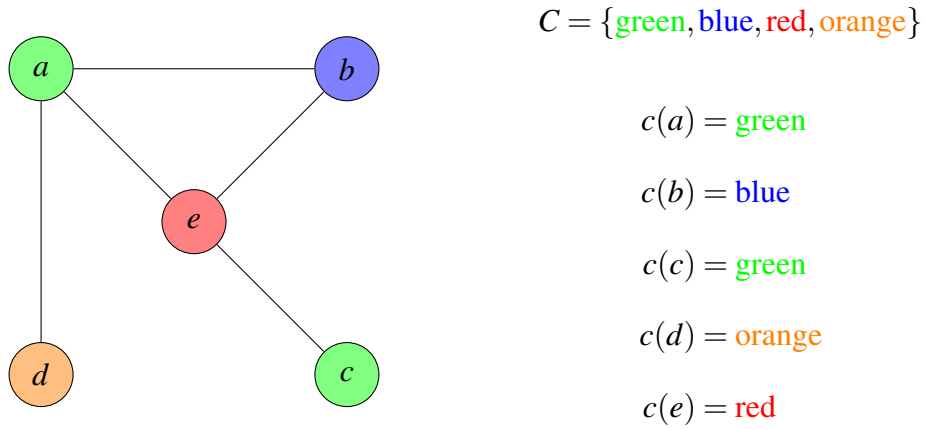 a
b
e
d
c
C = {green, blue, red, orange}
c(a) = green
c(b) = blue
c(c) = green
c(d) = orange
c(e) = red